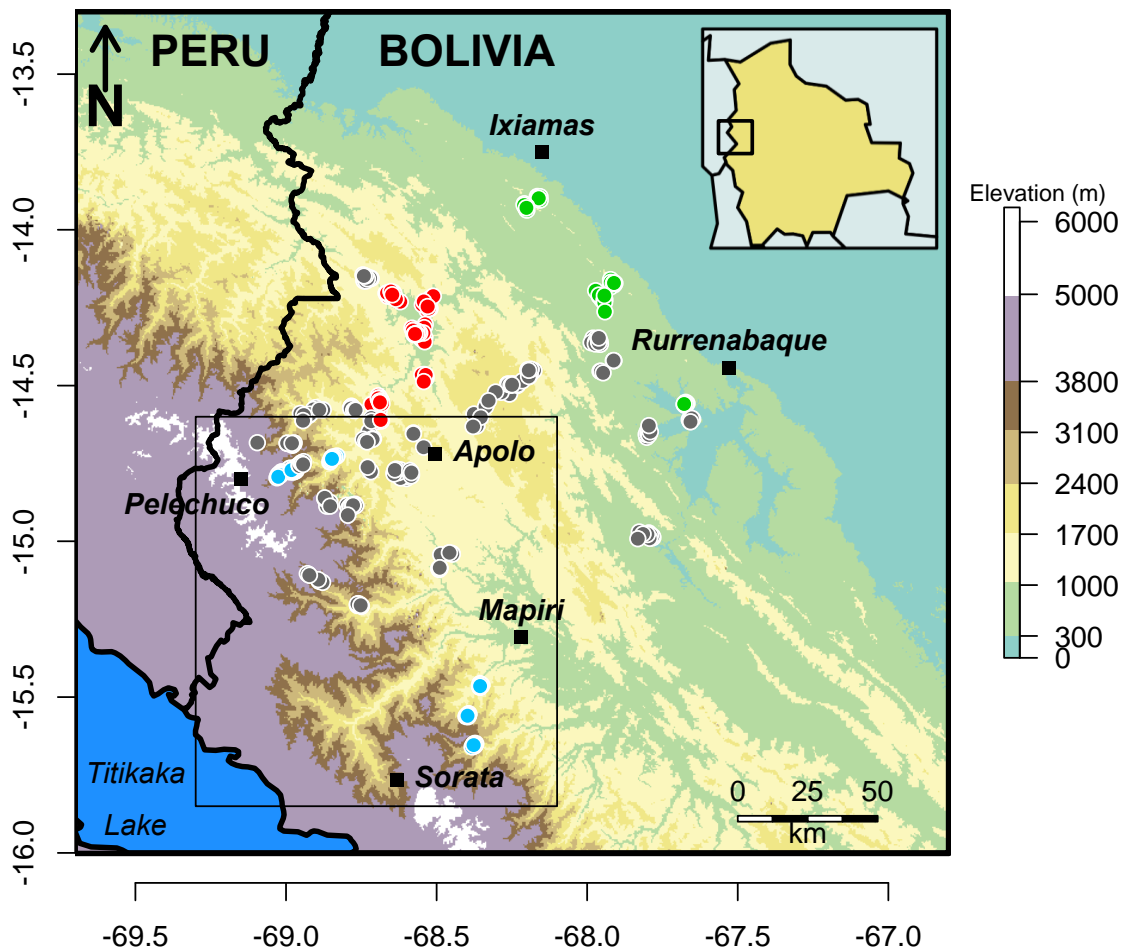 PERU
BOLIVIA
N
Ixiamas
Elevation (m)
6000
5000
3800
3100
2400
1700
1000
300
0
Rurrenabaque
Apolo
Pelechuco
Mapiri
Titikaka
Lake
Sorata
0 25 50
km
-13.5
-14.0
-14.5
-15.0
-15.5
-16.0
-69.5 -69.0 -68.5 -68.0 -67.5 -67.0